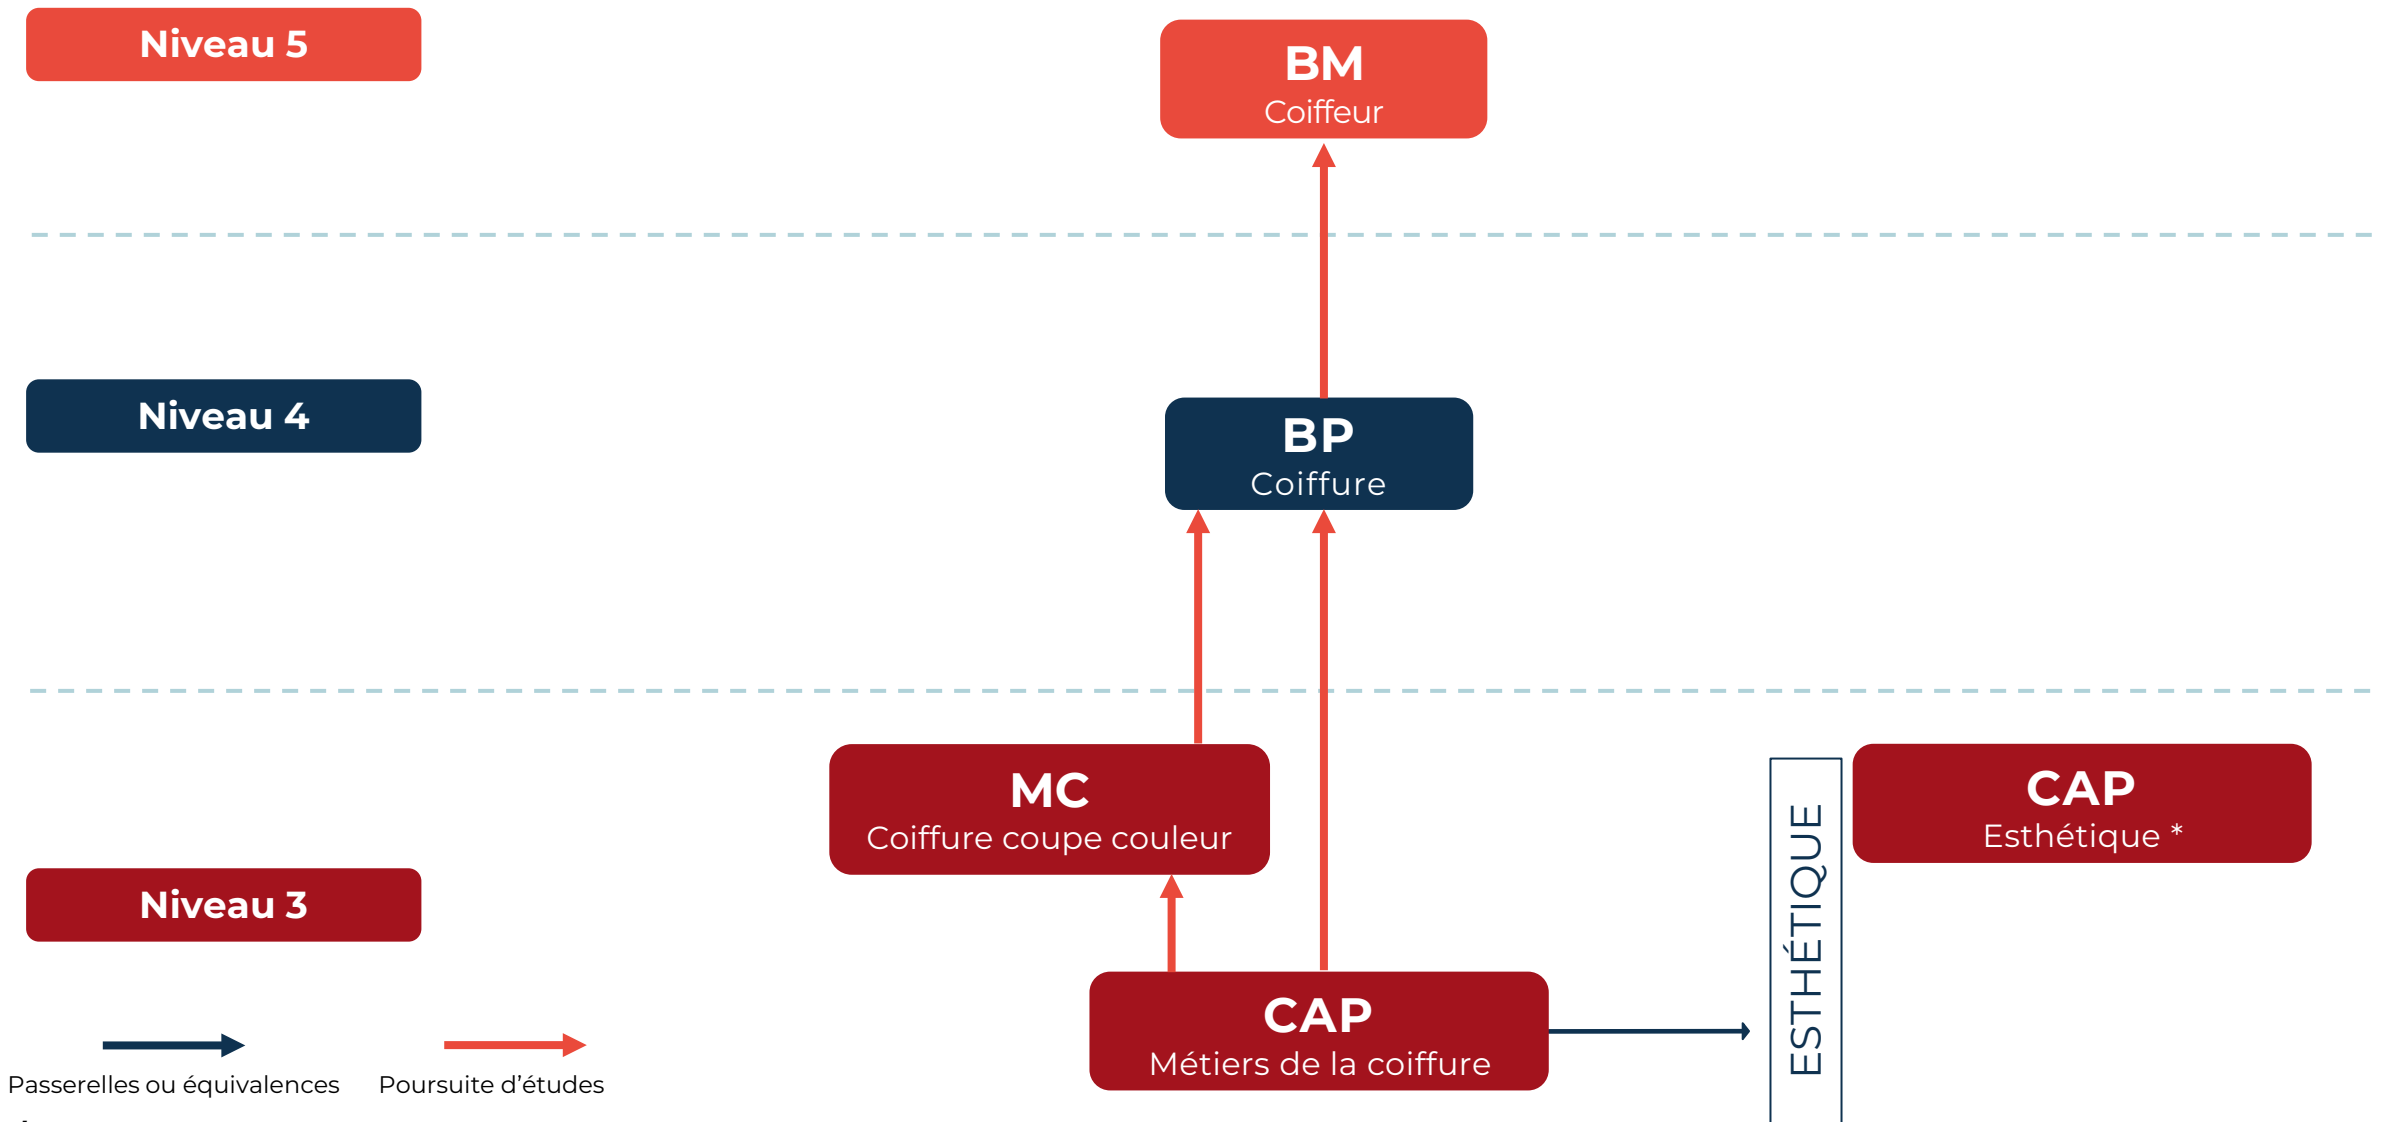 Niveau 5
BM
Coiffeur
Niveau 4
BP
Coiffure
MC
Coiffure coupe couleur
CAP
Esthétique *
ESTHÉTIQUE
Niveau 3
CAP
Métiers de la coiffure
Passerelles ou équivalences
Poursuite d’études